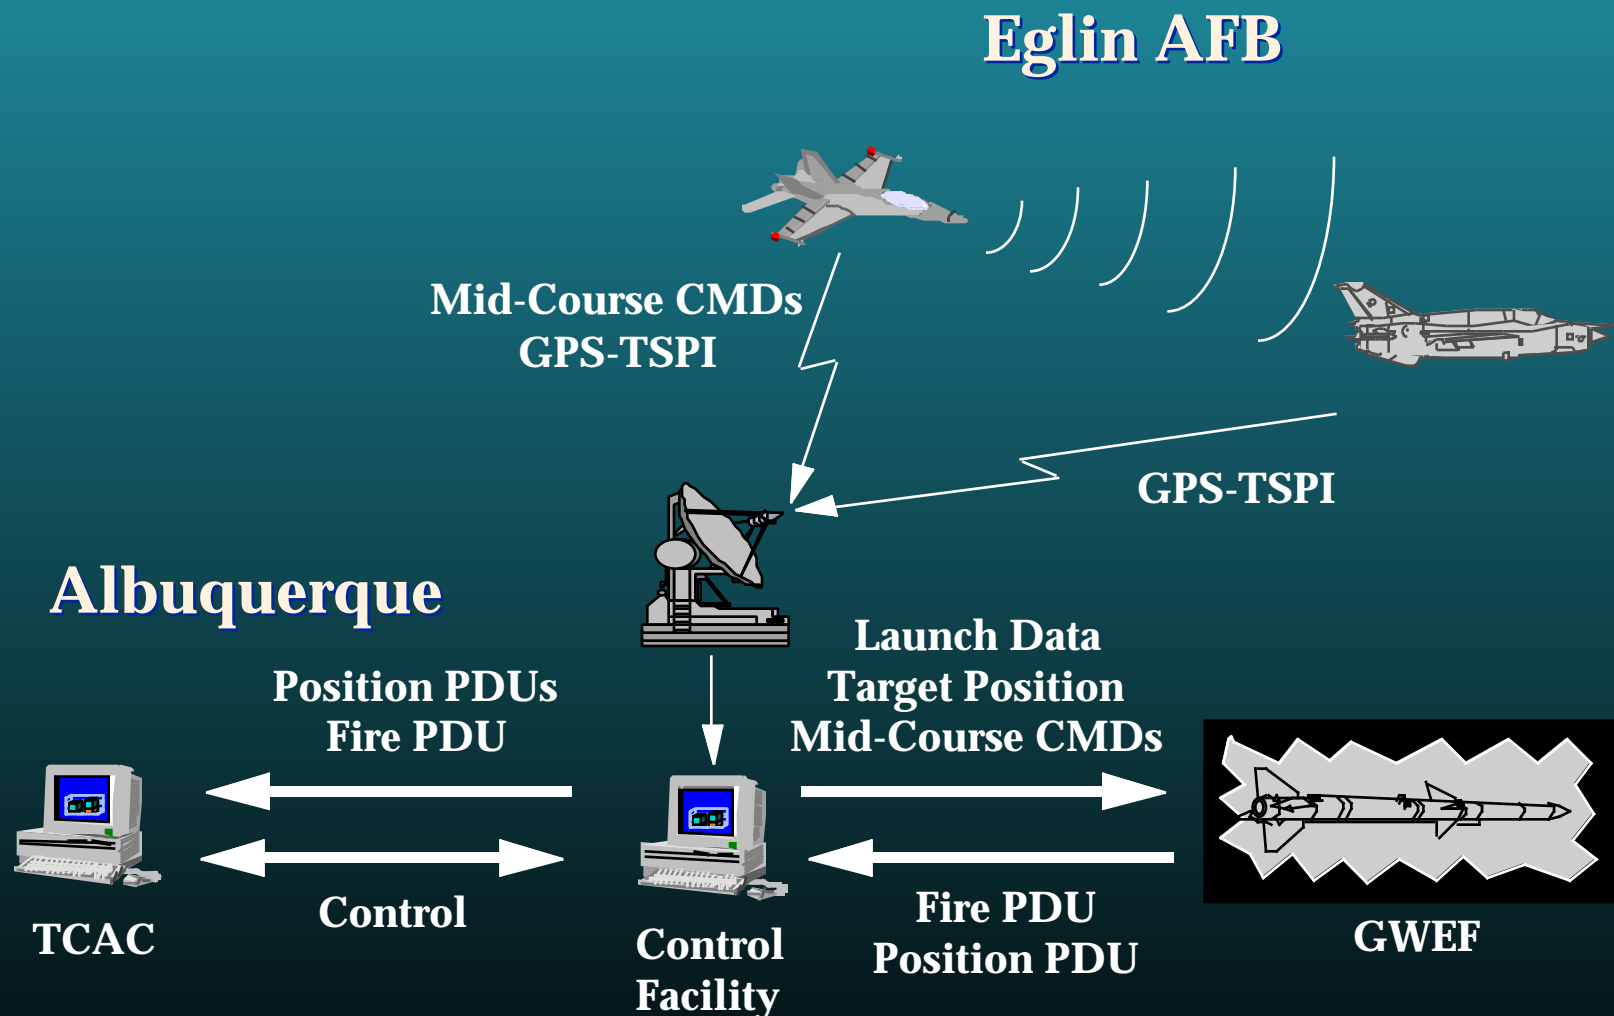 Eglin AFB
Mid-Course CMDs
GPS-TSPI
GPS-TSPI
Albuquerque
Position PDUs
Fire PDU
Launch Data
Target Position
Mid-Course CMDs
Control
TCAC
Control
Facility
Fire PDU
Position PDU
GWEF